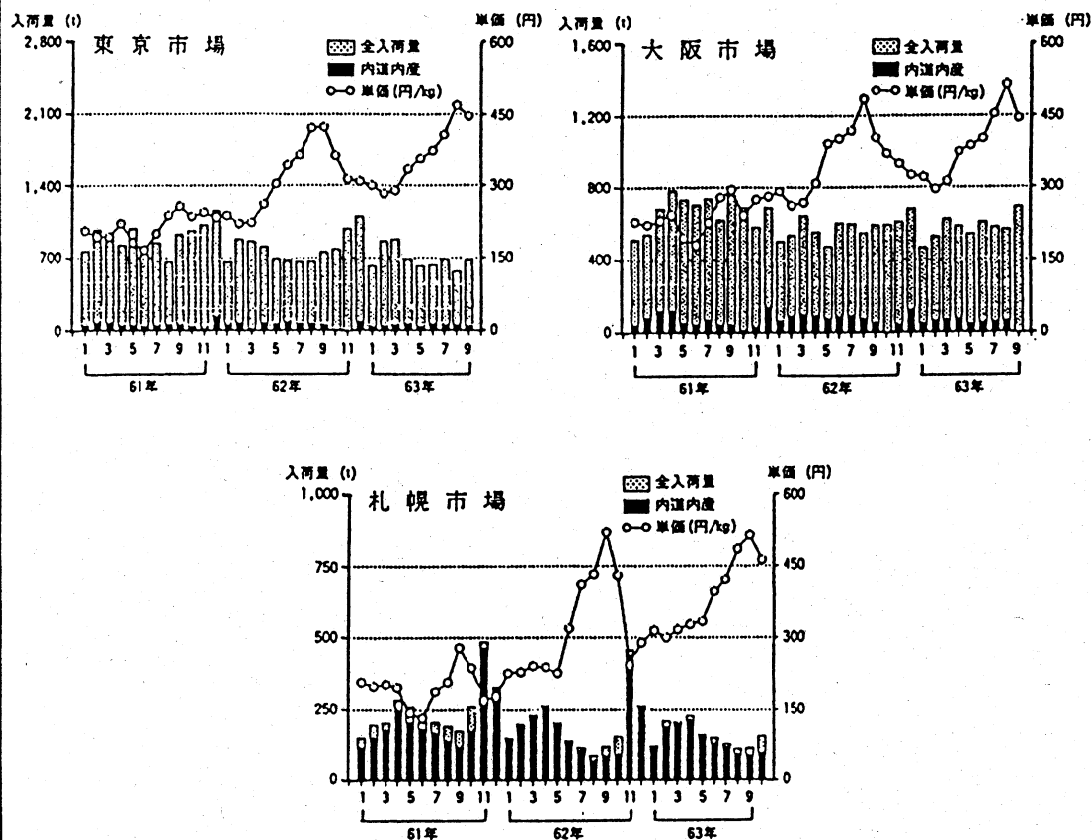 入荷量 (t)
東京市場
単価 (円)
全入荷量
内道内産
単価(円/kg)
2,800
2,100
1,400
700
0
600
450
300
150
0
1 3 5 7 9 11 1 3 5 7 9 11 1 3 5 7 9
61年 62年 63年
入荷量 (t)
大阪市場
単価 (円)
全入荷量
内道内産
単価(円/kg)
1,600
1,200
800
400
0
600
450
300
150
0
1 3 5 7 9 11 1 3 5 7 9 11 1 3 5 7 9
61年 62年 63年
入荷量 (t)
札幌市場
単価 (円)
全入荷量
内道内産
単価(円/kg)
1,000
750
500
250
0
600
450
300
150
0
1 3 5 7 9 11 1 3 5 7 9 11 1 3 5 7 9
61年 62年 63年